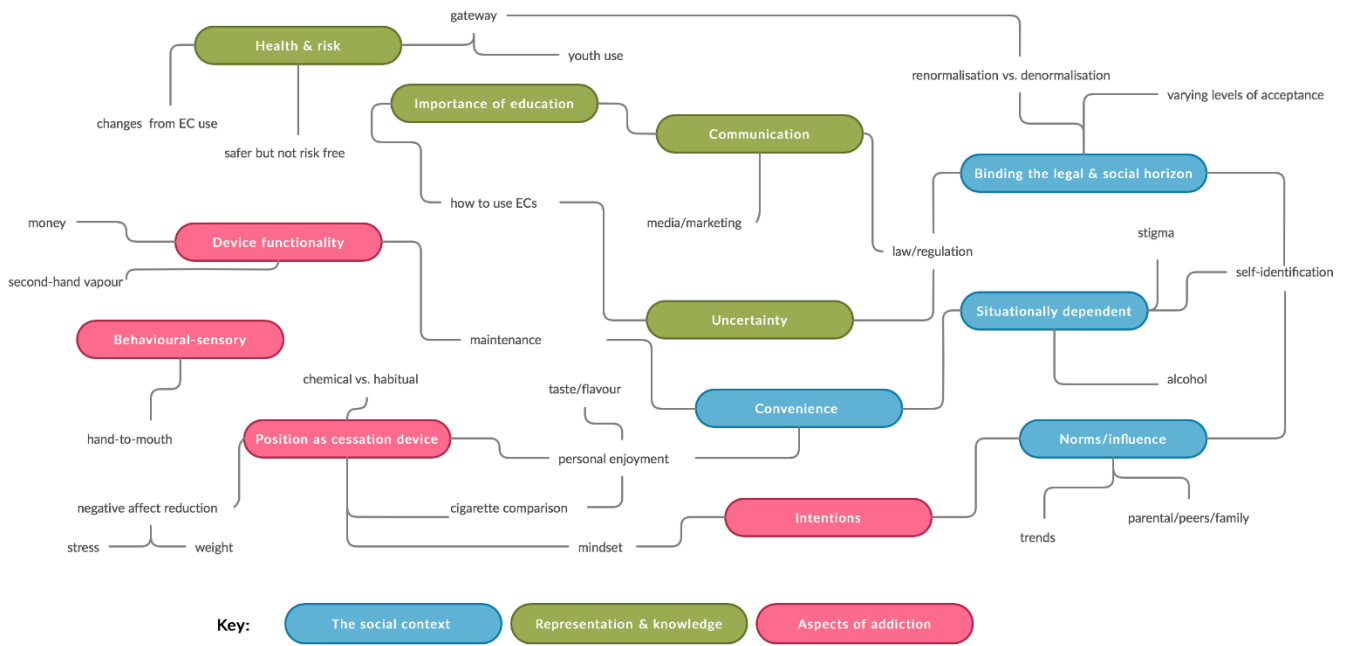 gateway
Health & risk
youth use
renormalisation vs. denormalisation
varying levels of acceptance
Importance of education
changes from EC use
Communication
safer but not risk free
Binding the legal & social horizon
how to use ECs
money
media/marketing
stigma
Device functionality
law/regulation
self-identification
second-hand vapour
Situationally dependent
Uncertainty
Behavioural-sensory
maintenance
chemical vs. habitual
alcohol
taste/flavour
Convenience
hand-to-mouth
Position as cessation device
Norms/influence
personal enjoyment
negative affect reduction
cigarette comparison
Intentions
parental/peers/family
trends
stress
weight
mindset
Key:
The social context
Representation & knowledge
Aspects of addiction